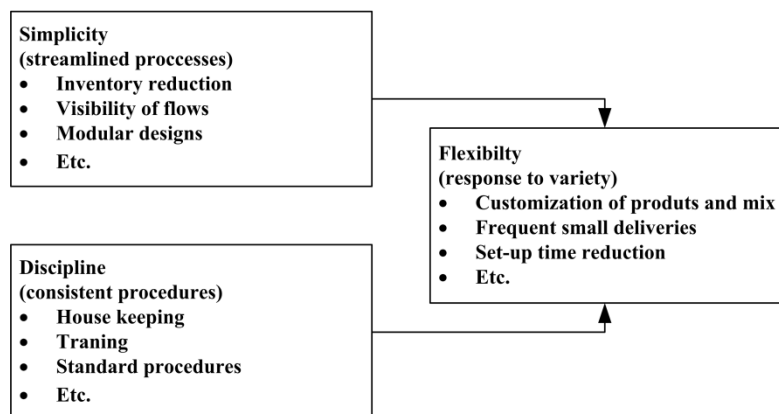 Simplicity
(streamlined proccesses)
• Inventory reduction
• Visibility of flows
• Modular designs
• Etc.
Discipline
(consistent procedures)
• House keeping
• Traning
• Standard procedures
• Etc.
Flexibilty
(response to variety)
• Customization of produts and mix
• Frequent small deliveries
• Set-up time reduction
• Etc.